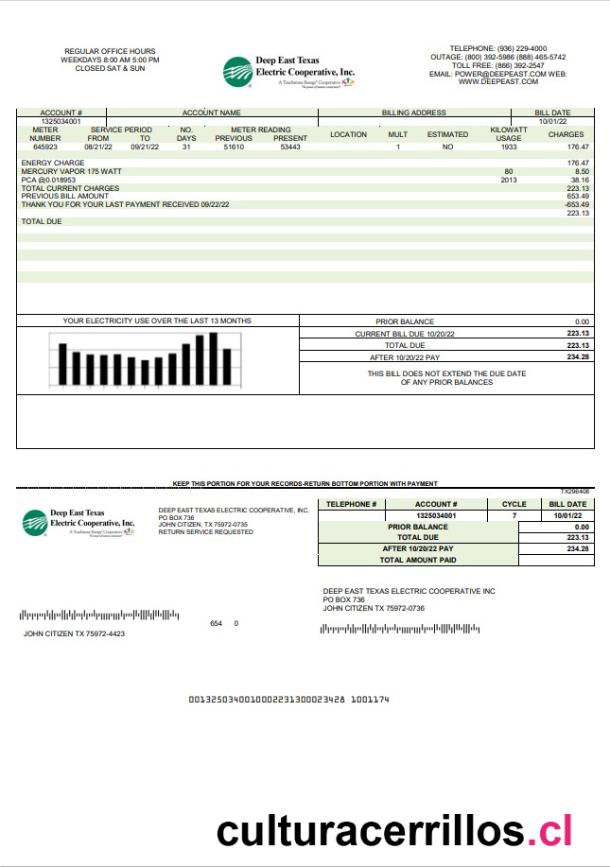 REGULAR OFFICE HOURS
WEEKDAYS 8:00 AM 5:00 PM
CLOSED SAT & SUN
Deep East Texas
Electric Cooperative, Inc.
A Touchstone Energy® Cooperative
TELEPHONE: (936) 229-4000
OUTAGE: (800) 392-5986 (888) 465-5742
TOLL FREE: (866) 392-2547
EMAIL: POWER@DEEPEAST.COM WEB:
WWW.DEEPEAST.COM
ACCOUNT # ACCOUNT NAME BILLING ADDRESS BILL DATE
1325034001 10/01/22
METER NUMBER SERVICE PERIOD FROM TO NO. DAYS METER READING PREVIOUS PRESENT LOCATION MULT ESTIMATED KILOWATT USAGE CHARGES
645923 08/21/22 09/21/22 31 51610 53443 1 NO 1933 176.47
ENERGY CHARGE 176.47
MERCURY VAPOR 175 WATT 80 8.50
PCA @0.018953 2013 38.16
TOTAL CURRENT CHARGES 223.13
PREVIOUS BILL AMOUNT 653.49
THANK YOU FOR YOUR LAST PAYMENT RECEIVED 09/22/22 -653.49
223.13
TOTAL DUE
YOUR ELECTRICITY USE OVER THE LAST 13 MONTHS
PRIOR BALANCE 0.00
CURRENT BILL DUE 10/20/22 223.13
TOTAL DUE 223.13
AFTER 10/20/22 PAY 234.28
THIS BILL DOES NOT EXTEND THE DUE DATE
OF ANY PRIOR BALANCES
KEEP THIS PORTION FOR YOUR RECORDS-RETURN BOTTOM PORTION WITH PAYMENT
TX296408
Deep East Texas
Electric Cooperative, Inc.
DEEP EAST TEXAS ELECTRIC COOPERATIVE, INC.
PO BOX 736
JOHN CITIZEN, TX 75972-0735
RETURN SERVICE REQUESTED
TELEPHONE # ACCOUNT # CYCLE BILL DATE
1325034001 7 10/01/22
PRIOR BALANCE 0.00
TOTAL DUE 223.13
AFTER 10/20/22 PAY 234.28
TOTAL AMOUNT PAID
DEEP EAST TEXAS ELECTRIC COOPERATIVE INC
PO BOX 736
JOHN CITIZEN TX 75972-0736
654 0
JOHN CITIZEN TX 75972-4423
0013250340010002231300023428 1001174
culturacerrillos.cl